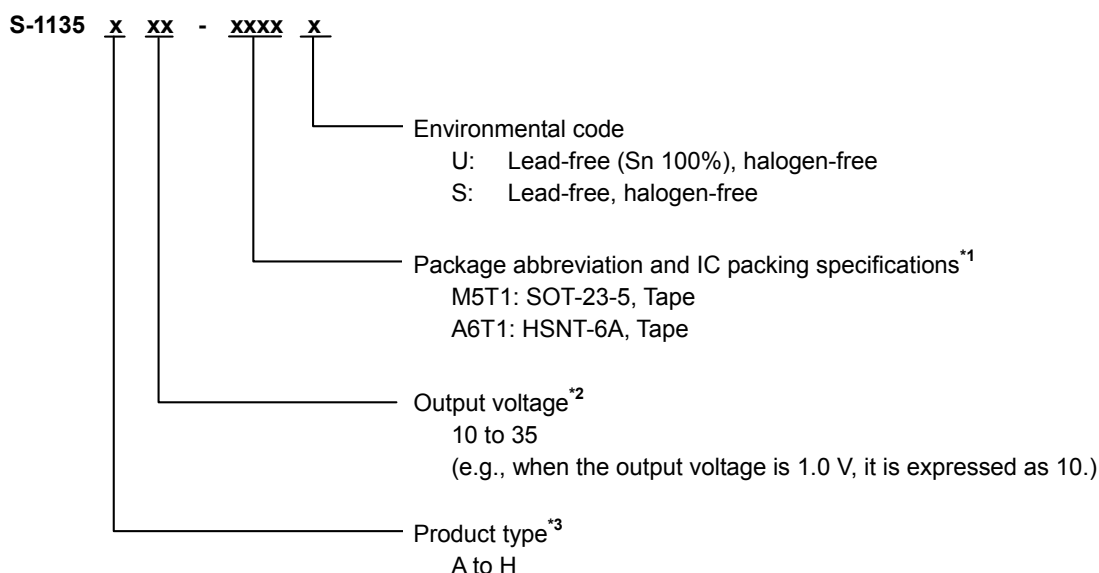 S-1135 x xx - xxxx x
Environmental code
U: Lead-free (Sn 100%), halogen-free
S: Lead-free, halogen-free
Package abbreviation and IC packing specifications*1
M5T1: SOT-23-5, Tape
A6T1: HSNT-6A, Tape
Output voltage*2
10 to 35
(e.g., when the output voltage is 1.0 V, it is expressed as 10.)
Product type*3
A to H